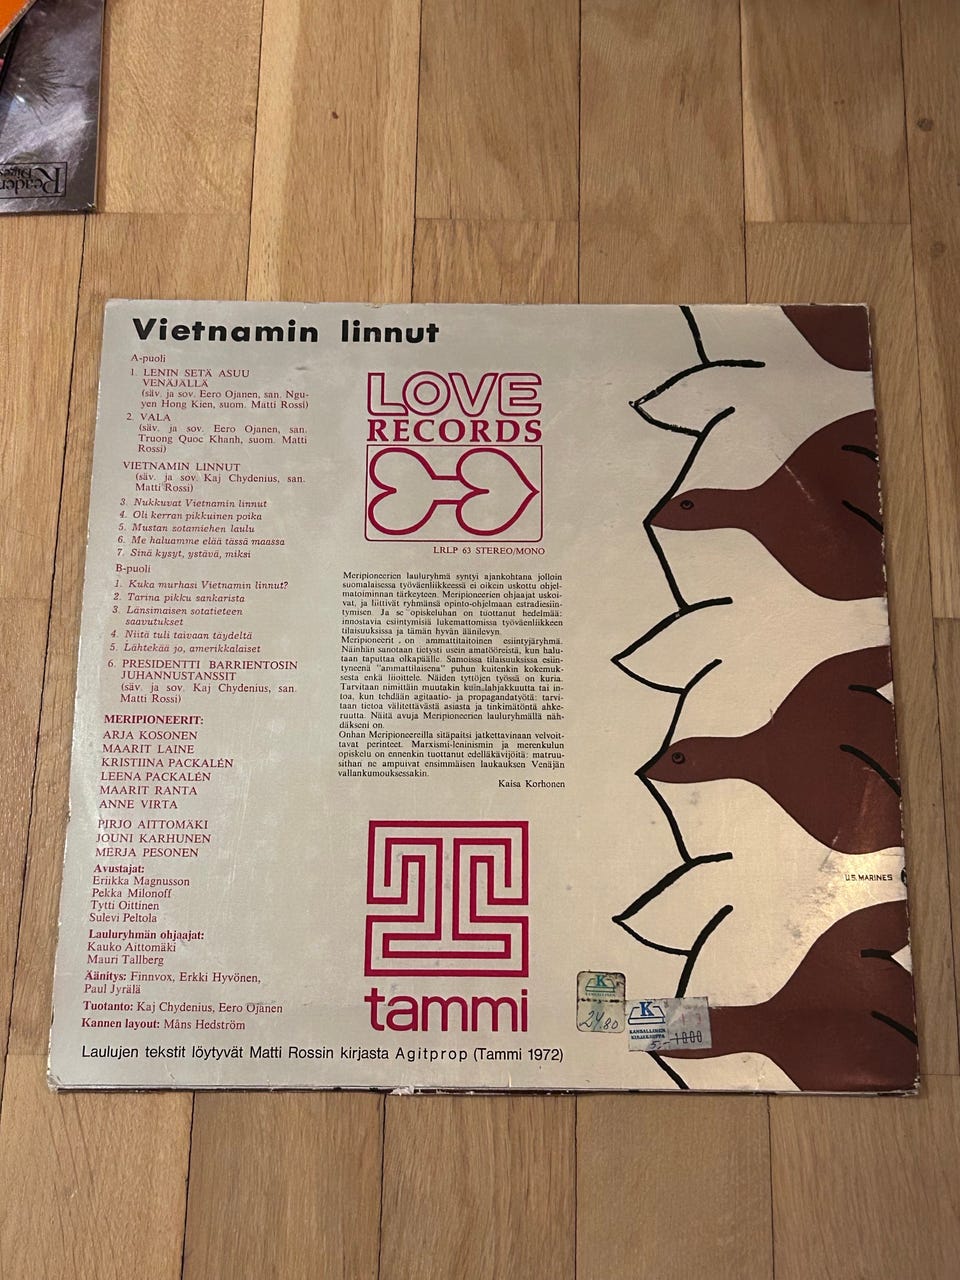 Reader's
Digest
Vietnamin linnut
A-puoli
1. LENIN SETÄ ASUU
VENÄJÄLLÄ
(säv. ja sov. Eero Ojanen, san. Ngu-
yen Hong Kien, suom. Matti Rossi)
2. VALA
(säv. ja sov. Eero Ojanen, san.
Truong Quoc Khanh, suom. Matti
Rossi)
VIETNAMIN LINNUT
(säv. ja sov. Kaj Chydenius, san.
Matti Rossi)
3. Nukkuvat Vietnamin linnut
4. Oli kerran pikkuinen poika
5. Mustan sotamiehen laulu
6. Me haluamme elää tässä maassa
7. Sinä kysyt, ystävä, miksi
B-puoli
1. Kuka murhasi Vietnamin linnut?
2. Tarina pikku sankarista
3. Länsimaisen sotatieteen
saavutukset
4. Niitä tuli taivaan täydeltä
5. Lähtekää jo, amerikkalaiset
6. PRESIDENTTI BARRIENTOSIN
JUHANNUSTANSSIT
(säv. ja sov. Kaj Chydenius, san.
Matti Rossi)
MERIPIONEERIT:
ARJA KOSONEN
MAARIT LAINE
KRISTIINA PACKALÉN
LEENA PACKALÉN
MAARIT RANTA
ANNE VIRTA
PIRJO AITTOMÄKI
JOUNI KARHUNEN
MERJA PESONEN
Avustajat:
Eriikka Magnusson
Pekka Milonoff
Tytti Oittinen
Sulevi Peltola
Lauluryhmän ohjaajat:
Kauko Aittomäki
Mauri Tallberg
Äänitys: Finnvox, Erkki Hyvönen,
Paul Jyrälä
Tuotanto: Kaj Chydenius, Eero Ojanen
Kannen layout: Måns Hedström
LOVE
RECORDS
LRLP 63 STEREO/MONO
Meripioneerien lauluryhmä syntyi ajankohtana jolloin
suomalaisessa työväenliikkeessä ei oikein uskottu ohjel-
matoiminnan tärkeyteen. Meripioneerien ohjaajat uskoi-
vat, ja liittivät ryhmänsä opinto-ohjelmaan estradiesiin-
tymisen. Ja se opiskeluhan on tuottanut hedelmää:
innostavia esiintymisiä lukemattomissa työväenliikkeen
tilaisuuksissa ja tämän hyvän äänilevyn.
Meripioneerit on ammattitaitoinen esiintyjäryhmä.
Näinhän sanotaan tietysti usein amatööreistä, kun halu-
taan taputtaa olkapäälle. Samoissa tilaisuuksissa esiin-
tyneenä "ammattilaisena" puhun kuitenkin kokemuk-
sesta enkä liioittele. Näiden tyttöjen työssä on kuria.
Tarvitaan nimittäin muutakin kuin lahjakkuutta tai in-
toa, kun tehdään agitaatio- ja propagandatyötä: tarvi-
taan tietoa välitettävästä asiasta ja tinkimätöntä ahke-
ruutta. Näitä avuja Meripioneerien lauluryhmällä näh-
däkseni on.
Onhan Meripioneereilla sitäpaitsi jatkettavinaan velvoit-
tavat perinteet. Marxismi-leninismin ja merenkulun
opiskelu on ennenkin tuottanut edelläkävijöitä: matruu-
sithan ne ampuivat ensimmäisen laukauksen Venäjän
vallankumouksessakin.
Kaisa Korhonen
tammi
U.S. MARINES
K
KANSALLINEN
24.80
K
KANSALLINEN
KIRJAKAUPPA
5:- 1000
Laulujen tekstit löytyvät Matti Rossin kirjasta Agitprop (Tammi 1972)